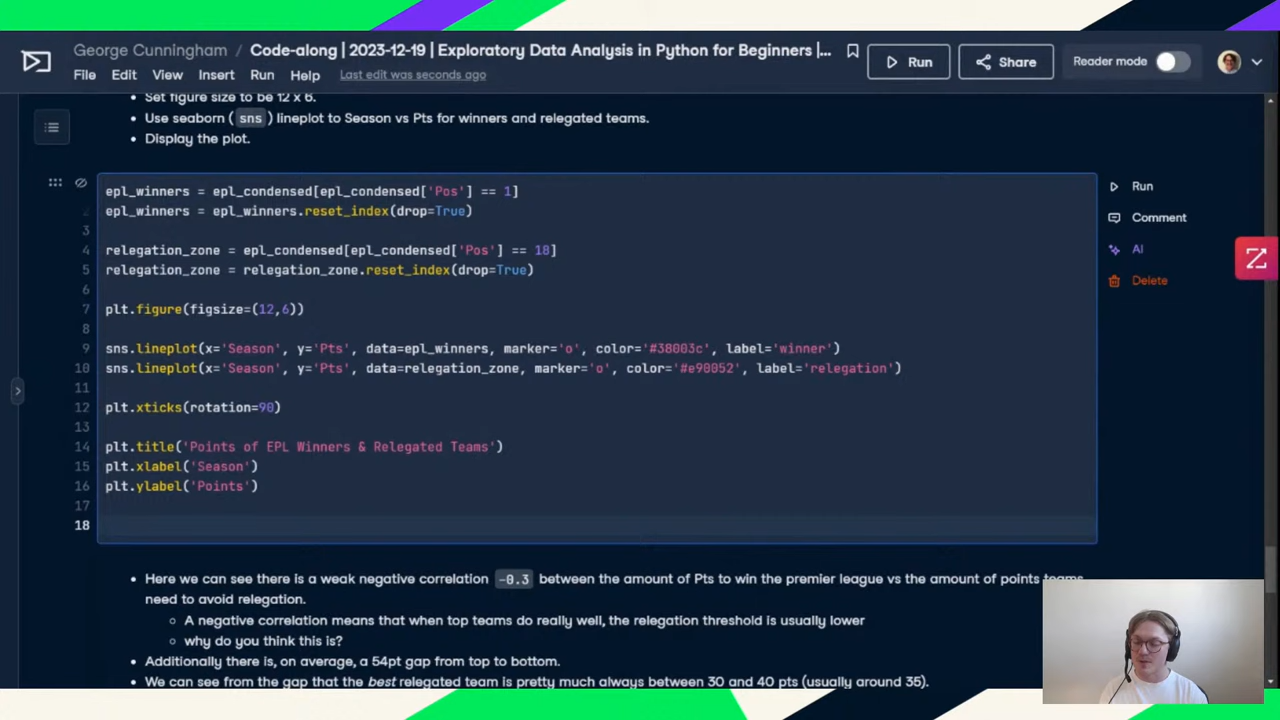 George Cunningham / Code-along | 2023-12-19 | Exploratory Data Analysis in Python for Beginners |...
Run
Share
Reader mode
File Edit View Insert Run Help Last edit was seconds ago
• Set figure size to be 12 x 6.
• Use seaborn ( sns ) lineplot to Season vs Pts for winners and relegated teams.
• Display the plot.
epl_winners = epl_condensed[epl_condensed['Pos'] == 1]
2 epl_winners = epl_winners.reset_index(drop=True)
3
4 relegation_zone = epl_condensed[epl_condensed['Pos'] == 18]
5 relegation_zone = relegation_zone.reset_index(drop=True)
6
7 plt.figure(figsize=(12,6))
8
9 sns.lineplot(x='Season', y='Pts', data=epl_winners, marker='o', color='#38003c', label='winner')
10 sns.lineplot(x='Season', y='Pts', data=relegation_zone, marker='o', color='#e90052', label='relegation')
11
12 plt.xticks(rotation=90)
13
14 plt.title('Points of EPL Winners & Relegated Teams')
15 plt.xlabel('Season')
16 plt.ylabel('Points')
17
18
Run
Comment
AI
Delete
• Here we can see there is a weak negative correlation -0.3 between the amount of Pts to win the premier league vs the amount of points teams
need to avoid relegation.
○ A negative correlation means that when top teams do really well, the relegation threshold is usually lower
○ why do you think this is?
• Additionally there is, on average, a 54pt gap from top to bottom.
• We can see from the gap that the best relegated team is pretty much always between 30 and 40 pts (usually around 35).